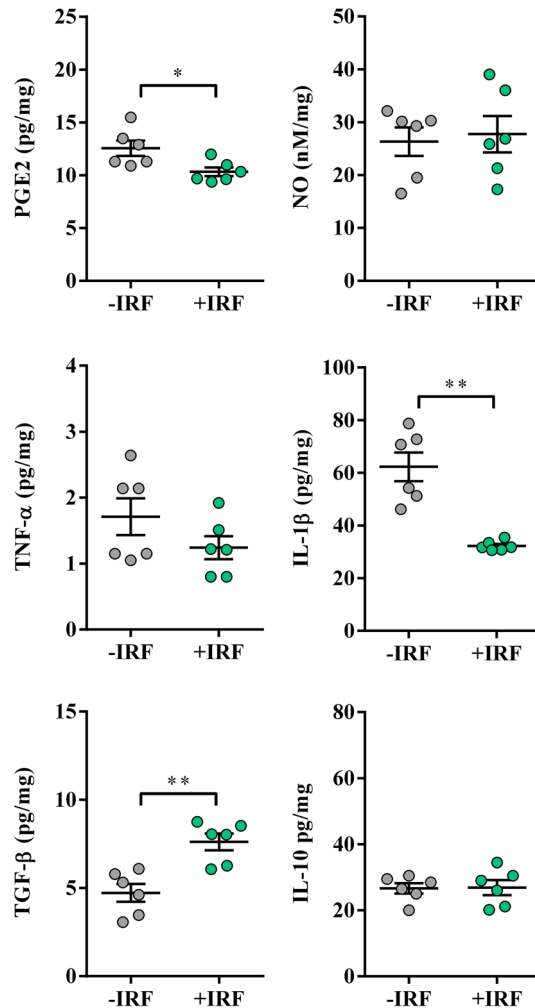 PGE2 (pg/mg)
25
20
15
10
5
0
*
-IRF
+IRF
NO (nM/mg)
50
40
30
20
10
0
-IRF
+IRF
TNF-α (pg/mg)
4
3
2
1
0
-IRF
+IRF
IL-1β (pg/mg)
100
80
60
40
20
0
**
-IRF
+IRF
TGF-β (pg/mg)
15
10
5
0
**
-IRF
+IRF
IL-10 pg/mg
80
60
40
20
0
-IRF
+IRF